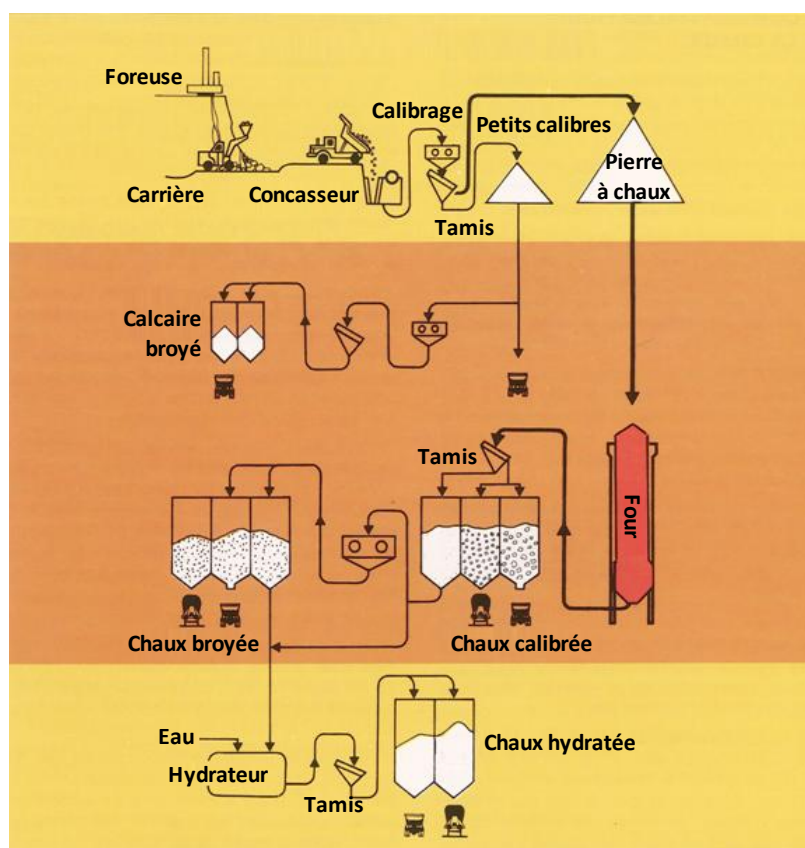 Foreuse
Calibrage
Petits calibres
Pierre
à chaux
Carrière
Concasseur
Tamis
Calcaire
broyé
Tamis
Four
Chaux broyée
Chaux calibrée
Eau
Hydrateur
Tamis
Chaux hydratée